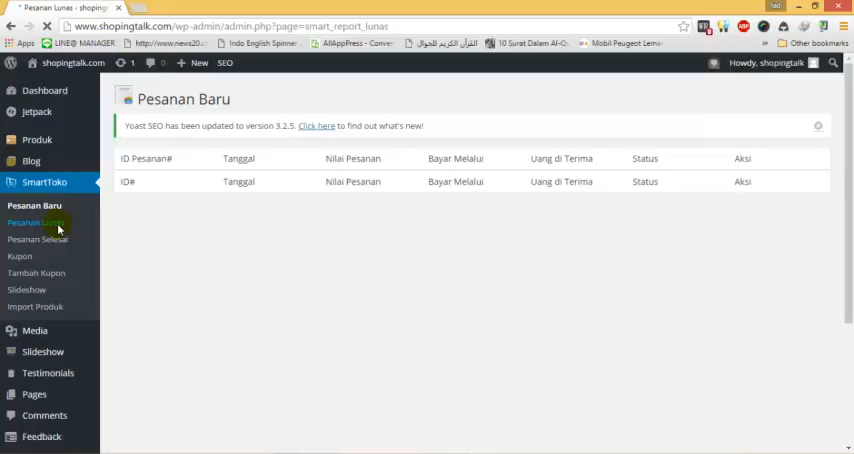 * Pesanan Lunas - shopingt
fad
www.shopingtalk.com/wp-admin/admin.php?page=smart_report_lunas
Apps LINE@ MANAGER http://www.news20. Indo English Spinner AllAppPress - Conver القرآن الكريم للجوال 10 Surat Dalam Al-Q Mobil Peugeot Lema » Other bookmarks
shopingtalk.com 1 0 + New SEO Howdy, shopingtalk
Dashboard
Jetpack
Produk
Blog
SmartToko
Pesanan Baru
Pesanan Lunas
Pesanan Selesai
Kupon
Tambah Kupon
Slideshow
Import Produk
Media
Slideshow
Testimonials
Pages
Comments
Feedback
Pesanan Baru
Yoast SEO has been updated to version 3.2.5. Click here to find out what's new!
ID Pesanan# Tanggal Nilai Pesanan Bayar Melalui Uang di Terima Status Aksi
ID# Tanggal Nilai Pesanan Bayar Melalui Uang di Terima Status Aksi